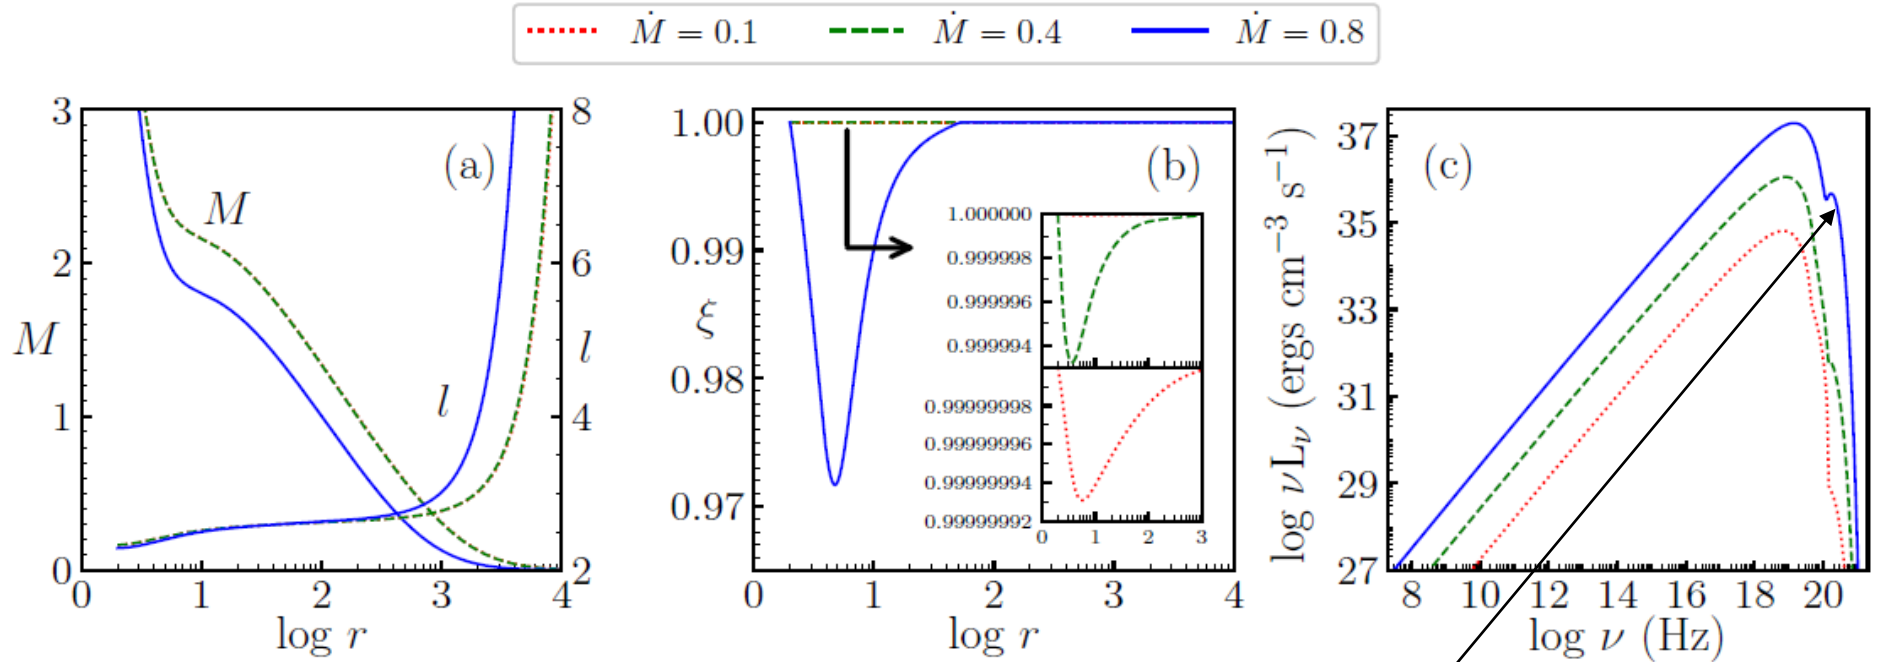 Ṁ = 0.1 Ṁ = 0.4 Ṁ = 0.8
(a)
3
2
1
0
M
M
l
l
8
6
4
2
0 1 2 3 4
log r
(b)
1.00
0.99
0.98
0.97
ξ
1.000000
0.999998
0.999996
0.999994
0.99999998
0.99999996
0.99999994
0.99999992
0 1 2 3
0 1 2 3 4
log r
(c)
37
35
33
31
29
27
log νLν (ergs cm⁻³ s⁻¹)
8 10 12 14 16 18 20
log ν (Hz)